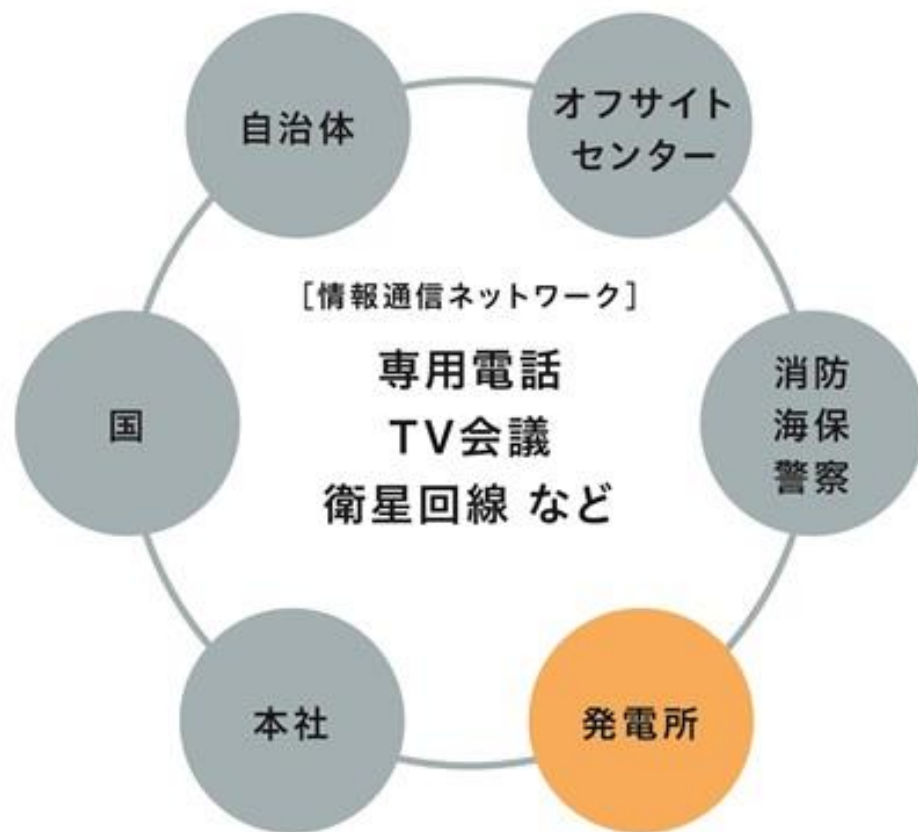 自治体
オフサイト
センター
[情報通信ネットワーク]
専用電話
TV会議
衛星回線 など
国
消防
海保
警察
本社
発電所